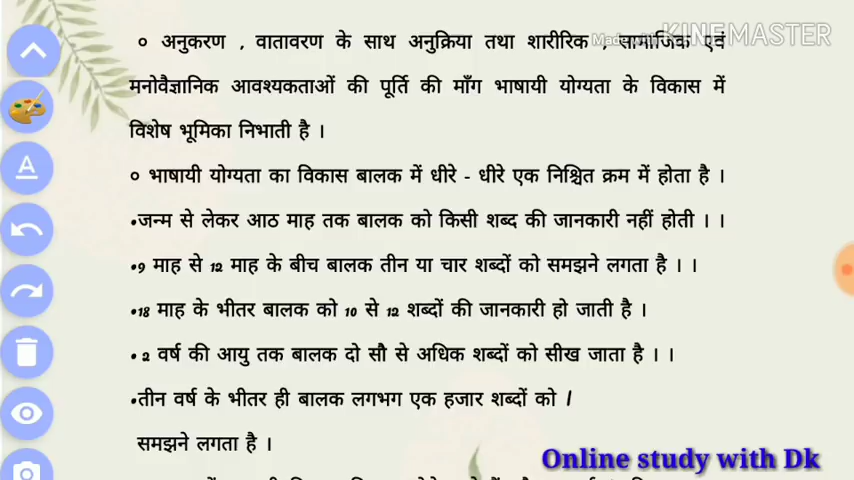 Made with KINEMASTER
० अनुकरण , वातावरण के साथ अनुक्रिया तथा शारीरिक , सामाजिक एवं
मनोवैज्ञानिक आवश्यकताओं की पूर्ति की माँग भाषायी योग्यता के विकास में
विशेष भूमिका निभाती है ।
० भाषायी योग्यता का विकास बालक में धीरे - धीरे एक निश्चित क्रम में होता है ।
•जन्म से लेकर आठ माह तक बालक को किसी शब्द की जानकारी नहीं होती । ।
•9 माह से 12 माह के बीच बालक तीन या चार शब्दों को समझने लगता है । ।
•18 माह के भीतर बालक को 10 से 12 शब्दों की जानकारी हो जाती है ।
• 2 वर्ष की आयु तक बालक दो सौ से अधिक शब्दों को सीख जाता है । ।
•तीन वर्ष के भीतर ही बालक लगभग एक हजार शब्दों को /
समझने लगता है ।
Online study with Dk